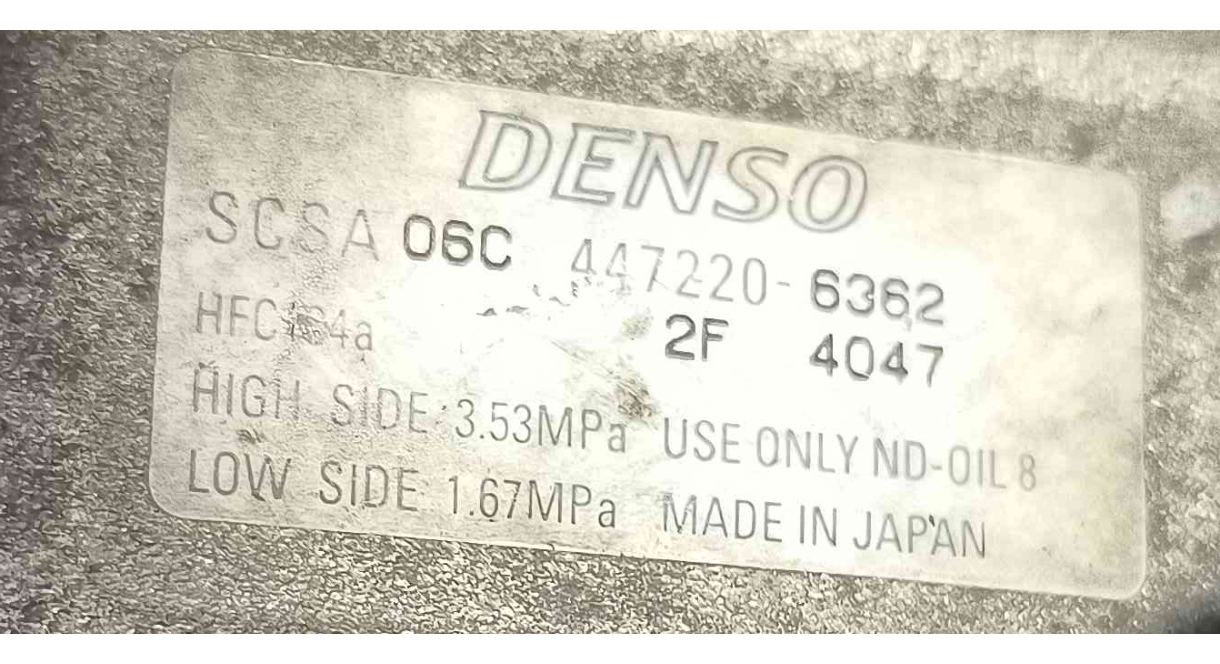 DENSO
SCSA 06C 447220-6362
HFC134a 2F 4047
HIGH SIDE: 3.53MPa USE ONLY ND-OIL 8
LOW SIDE: 1.67MPa MADE IN JAPAN